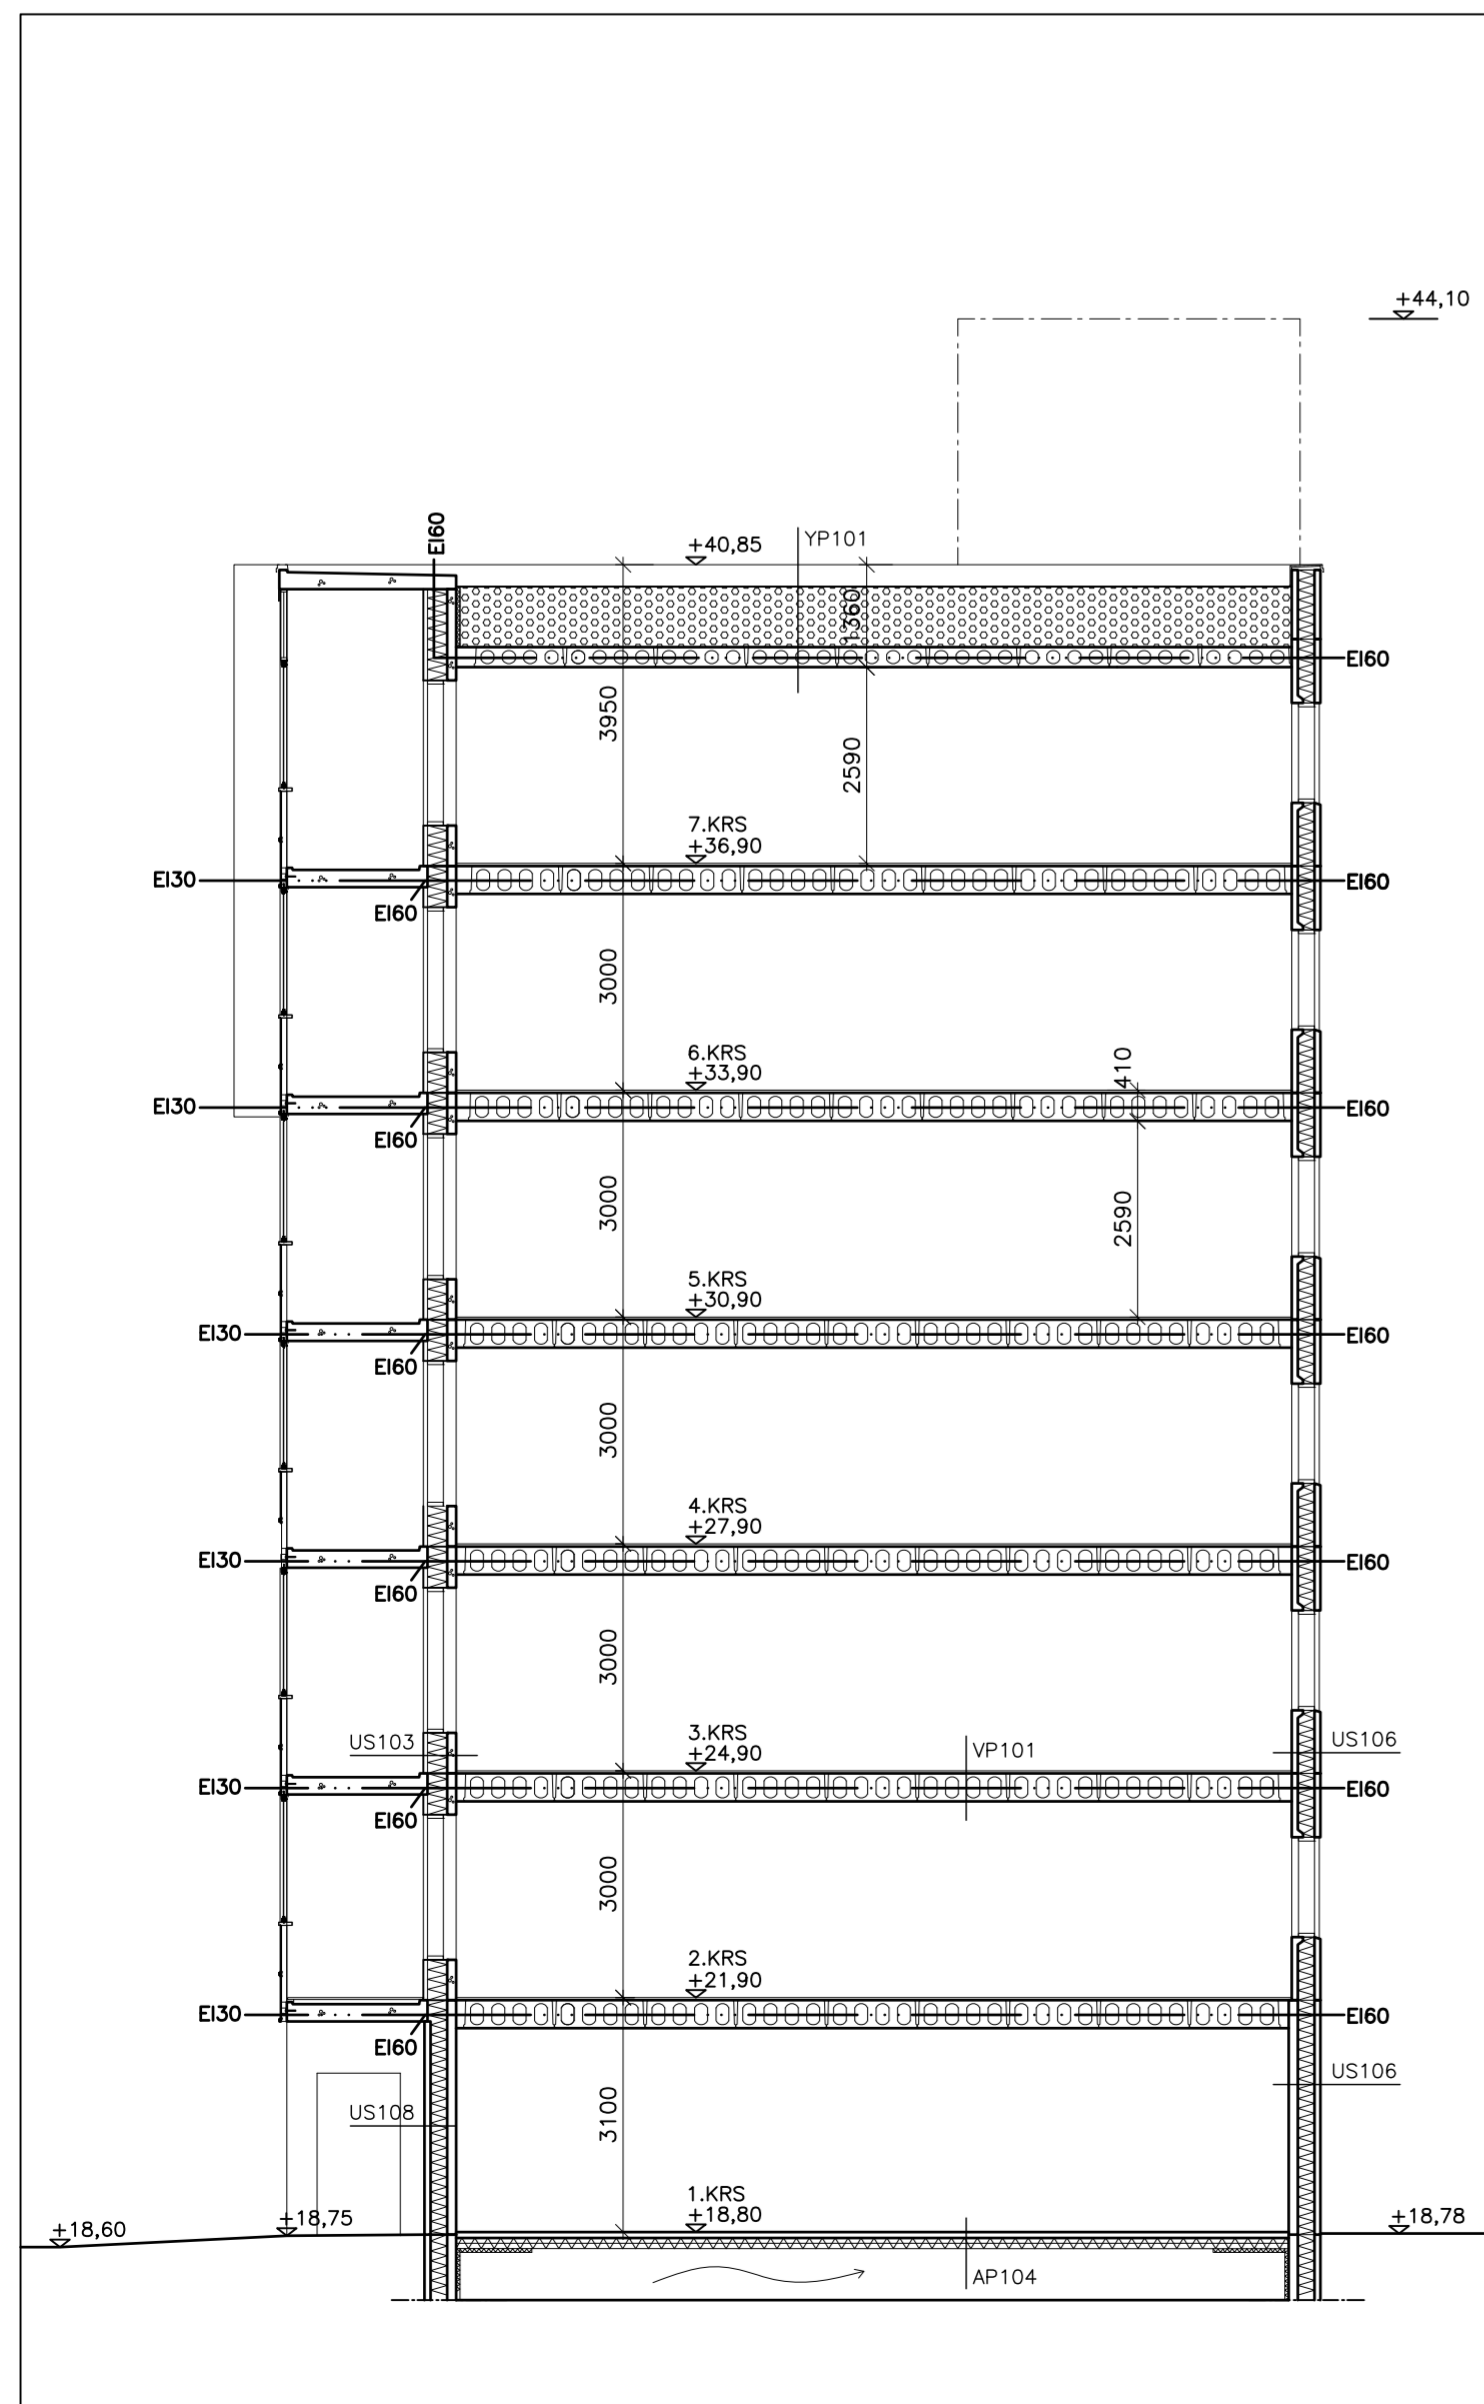 +44,10
EI60
+40,85
YP101
1360
EI60
3950
2590
7.KRS
+36,90
EI30
EI60
EI60
3000
6.KRS
+33,90
410
EI30
EI60
EI60
3000
2590
5.KRS
+30,90
EI30
EI60
EI60
3000
4.KRS
+27,90
EI30
EI60
EI60
3000
US103
3.KRS
+24,90
VP101
US106
EI30
EI60
EI60
3000
2.KRS
+21,90
EI30
EI60
EI60
US106
US108
3100
1.KRS
+18,80
+18,60
+18,75
+18,78
AP104